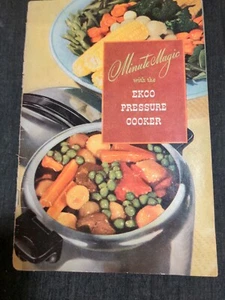 Minute Magic
with the
EKCO
PRESSURE
COOKER